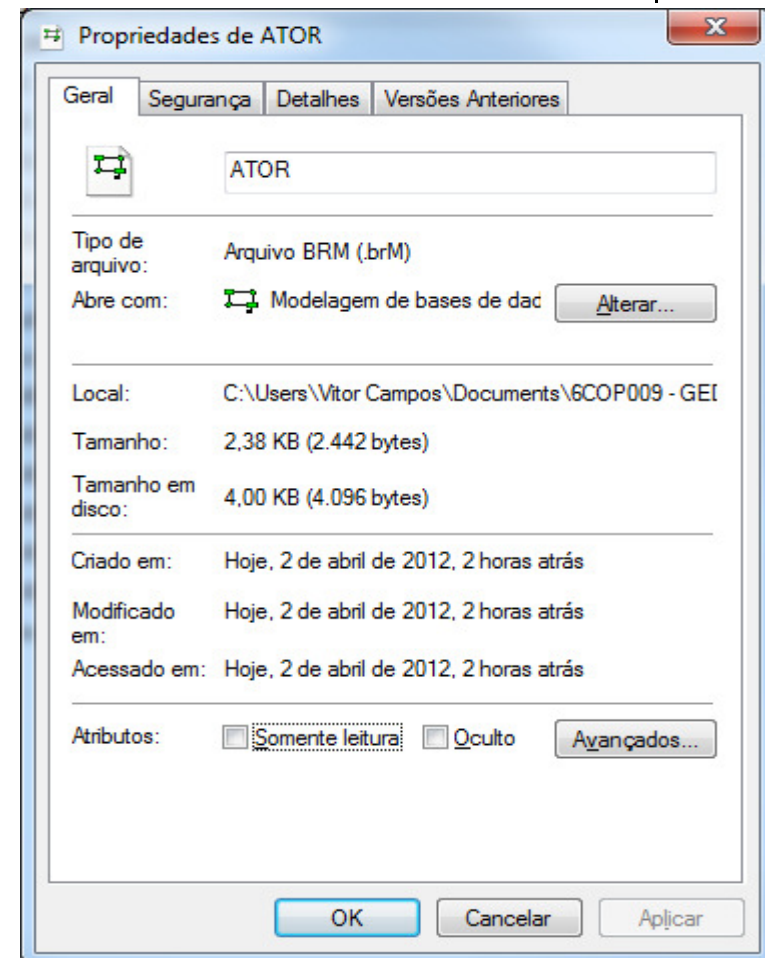 Propriedades de ATOR
Geral Segurança Detalhes Versões Anteriores
ATOR
Tipo de
arquivo: Arquivo BRM (.brM)
Abre com: Modelagem de bases de dad Alterar...
Local: C:\Users\Vitor Campos\Documents\6COP009 - GED
Tamanho: 2,38 KB (2.442 bytes)
Tamanho em
disco: 4,00 KB (4.096 bytes)
Criado em: Hoje, 2 de abril de 2012, 2 horas atrás
Modificado
em: Hoje, 2 de abril de 2012, 2 horas atrás
Acessado em: Hoje, 2 de abril de 2012, 2 horas atrás
Atributos: Somente leitura Oculto Avançados...
OK Cancelar Aplicar